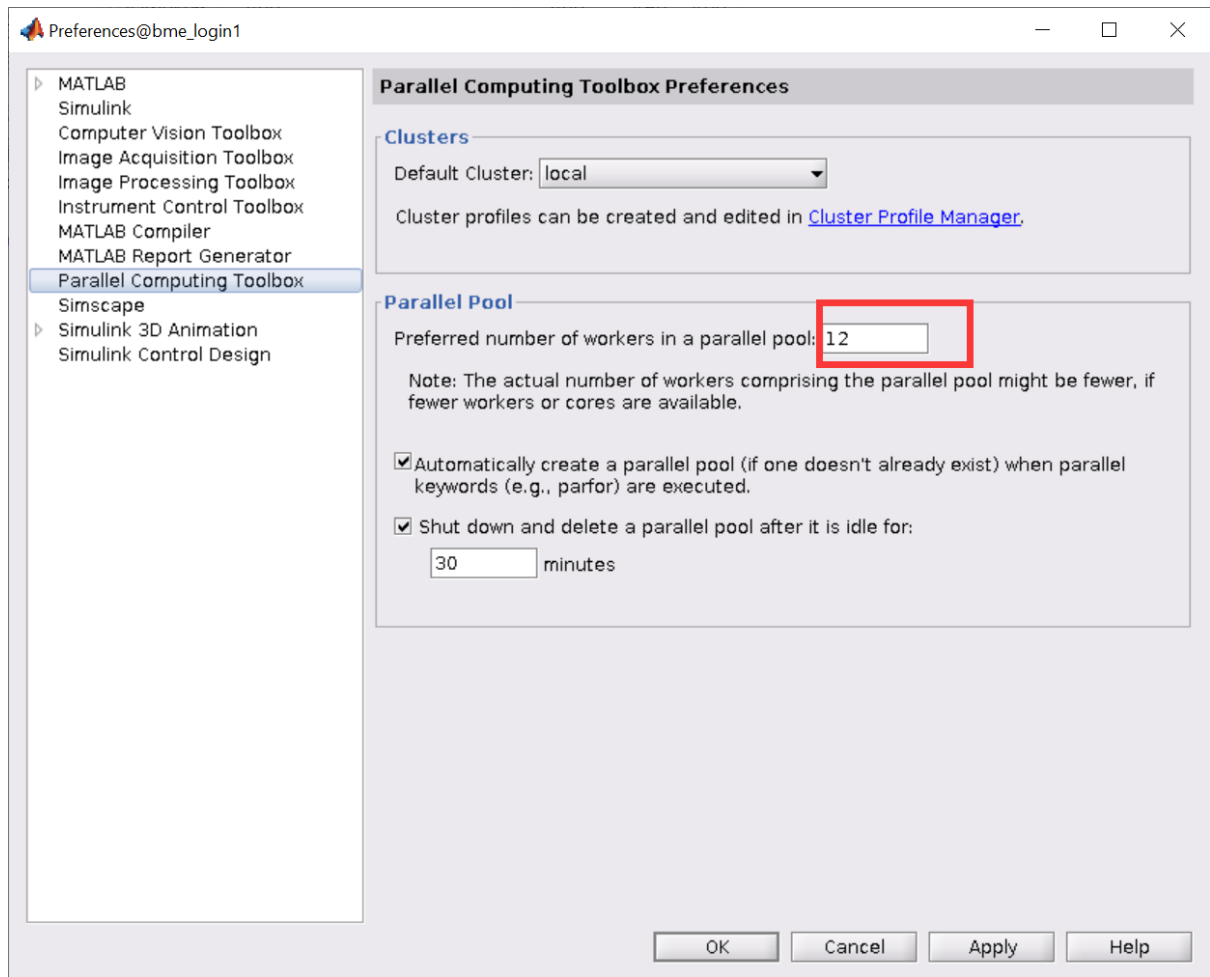 Preferences@bme_login1
MATLAB
Simulink
Computer Vision Toolbox
Image Acquisition Toolbox
Image Processing Toolbox
Instrument Control Toolbox
MATLAB Compiler
MATLAB Report Generator
Parallel Computing Toolbox
Simscape
Simulink 3D Animation
Simulink Control Design
Parallel Computing Toolbox Preferences
Clusters
Default Cluster: local
Cluster profiles can be created and edited in Cluster Profile Manager.
Parallel Pool
Preferred number of workers in a parallel pool: 12
Note: The actual number of workers comprising the parallel pool might be fewer, if
fewer workers or cores are available.
Automatically create a parallel pool (if one doesn't already exist) when parallel
keywords (e.g., parfor) are executed.
Shut down and delete a parallel pool after it is idle for:
30 minutes
OK Cancel Apply Help